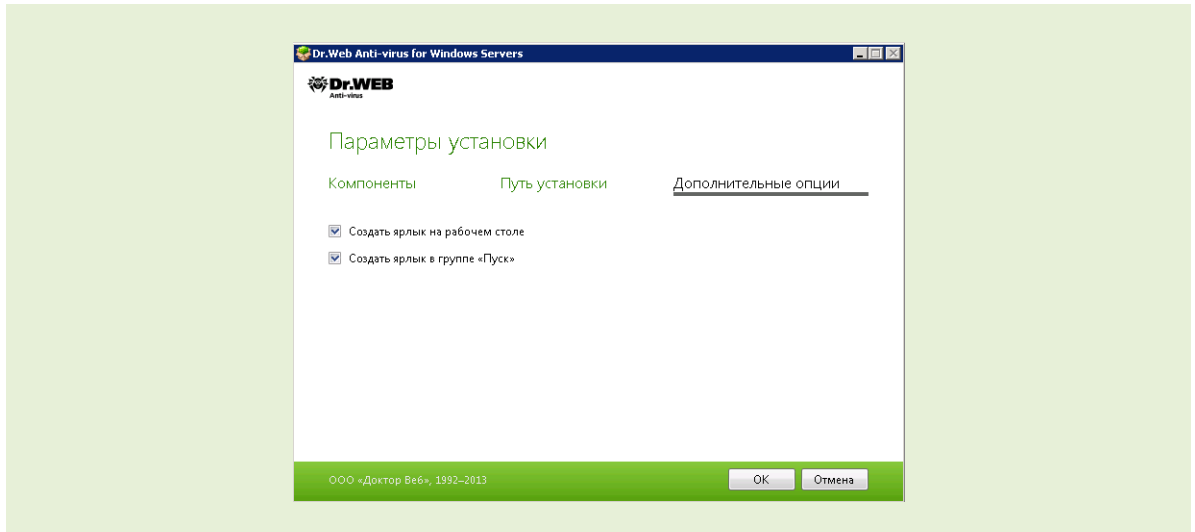 Dr.Web Anti-virus for Windows Servers
Dr.WEB
Anti-virus
Параметры установки
Компоненты Путь установки Дополнительные опции
Создать ярлык на рабочем столе
Создать ярлык в группе «Пуск»
ООО «Доктор Веб», 1992–2013 OK Отмена